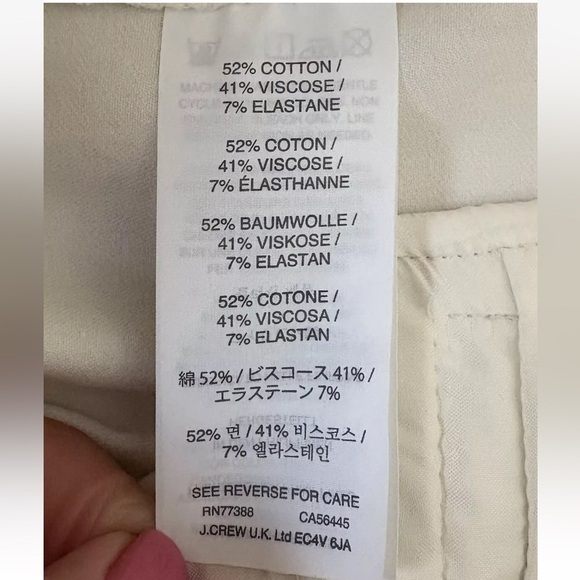 52% COTTON /
41% VISCOSE /
7% ELASTANE
52% COTON /
41% VISCOSE /
7% ÉLASTHANNE
52% BAUMWOLLE /
41% VISKOSE /
7% ELASTAN
52% COTONE /
41% VISCOSA /
7% ELASTAN
綿 52% / ビスコース 41% /
エラステーン 7%
52% 면 / 41% 비스코스 /
7% 엘라스테인
SEE REVERSE FOR CARE
RN77388 CA56445
J.CREW U.K. Ltd EC4V 6JA